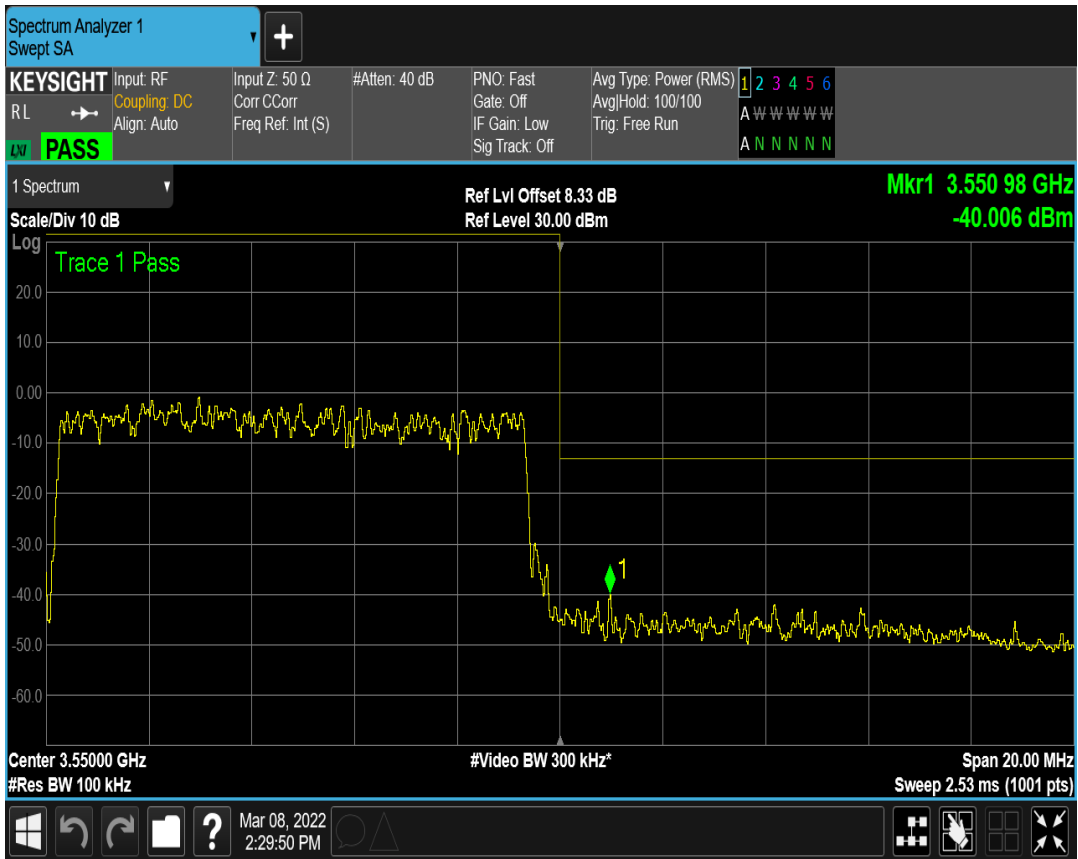 Spectrum Analyzer 1
Swept SA
+
KEYSIGHT
R L
LXI PASS
Input: RF
Coupling: DC
Align: Auto
Input Z: 50 Ω
Corr CCorr
Freq Ref: Int (S)
#Atten: 40 dB
PNO: Fast
Gate: Off
IF Gain: Low
Sig Track: Off
Avg Type: Power (RMS)
Avg|Hold: 100/100
Trig: Free Run
1 2 3 4 5 6
A W W W W W
A N N N N N
1 Spectrum
Scale/Div 10 dB
Ref Lvl Offset 8.33 dB
Ref Level 30.00 dBm
Mkr1 3.550 98 GHz
-40.006 dBm
Log
Trace 1 Pass
20.0
10.0
0.00
-10.0
-20.0
-30.0
1
-40.0
-50.0
-60.0
Center 3.55000 GHz
#Res BW 100 kHz
#Video BW 300 kHz*
Span 20.00 MHz
Sweep 2.53 ms (1001 pts)
?
Mar 08, 2022
2:29:50 PM